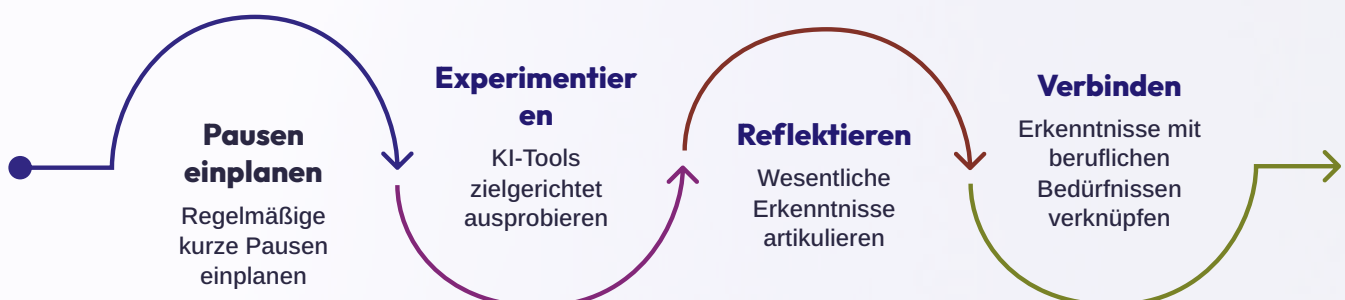 Pausen
einplanen
Regelmäßige
kurze Pausen
einplanen
Experimentier
en
KI-Tools
zielgerichtet
ausprobieren
Reflektieren
Wesentliche
Erkenntnisse
artikulieren
Verbinden
Erkenntnisse mit
beruflichen
Bedürfnissen
verknüpfen